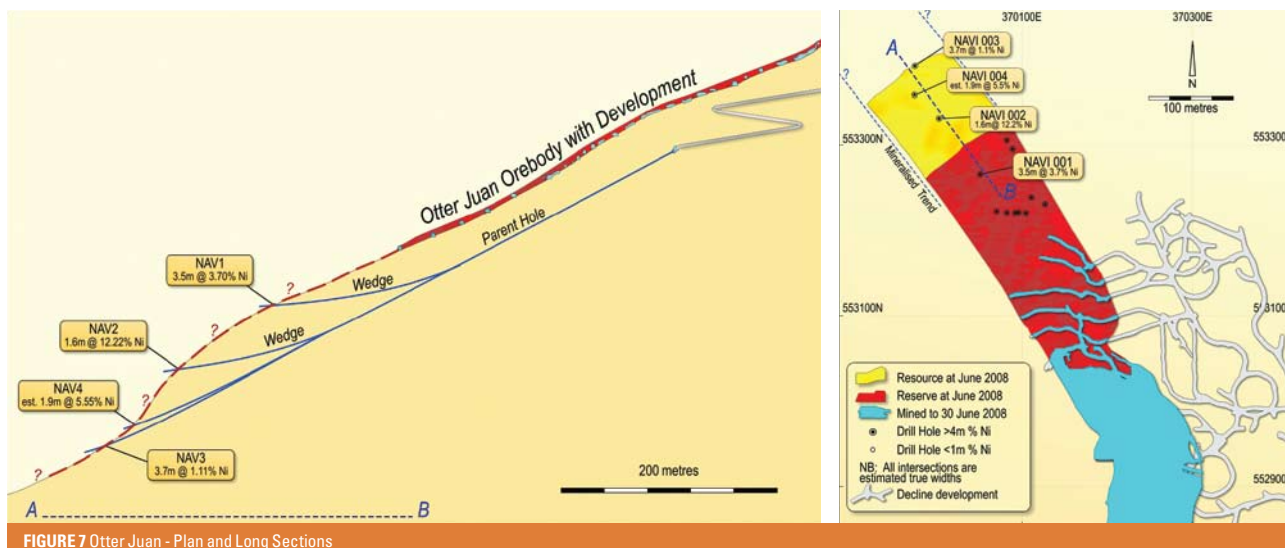 Otter Juan Orebody with Development
Parent Hole
Wedge
Wedge
NAV1
3.5m @ 3.70% Ni
NAV2
1.6m @ 12.22% Ni
NAV4
est. 1.9m @ 5.55% Ni
NAV3
3.7m @ 1.11% Ni
?
?
?
?
?
200 metres
A
B
370100E
370300E
?
?
A
NAVI 003
3.7m @ 1.1% Ni
NAVI 004
est. 1.9m @ 5.5% Ni
NAVI 002
1.6m@ 12.2% Ni
NAVI 001
3.5m @ 3.7% Ni
B
N
100 metres
553300N
553300
Mineralised Trend
553100N
553100
552900
Resource at June 2008
Reserve at June 2008
Mined to 30 June 2008
Drill Hole >4m % Ni
Drill Hole <1m % Ni
NB: All intersections are
estimated true widths
Decline development
FIGURE 7 Otter Juan - Plan and Long Sections